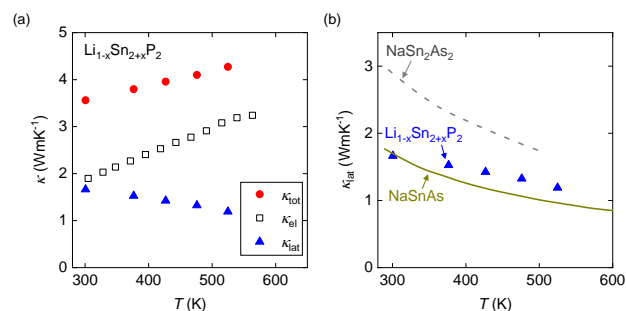 (a)
Li1-xSn2+xP2
5
4
3
2
1
0
κ (WmK⁻¹)
κtot
κel
κlat
300 400 500 600
T (K)
(b)
NaSn2As2
Li1-xSn2+xP2
NaSnAs
3
2
1
0
κlat (WmK⁻¹)
300 400 500 600
T (K)